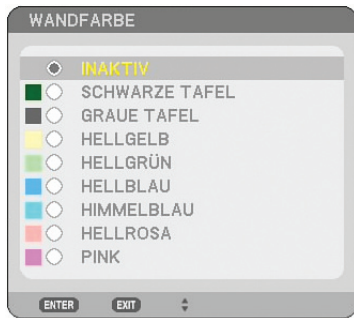 WANDFARBE
INAKTIV
SCHWARZE TAFEL
GRAUE TAFEL
HELLGELB
HELLGRÜN
HELLBLAU
HIMMELBLAU
HELLROSA
PINK
ENTER EXIT